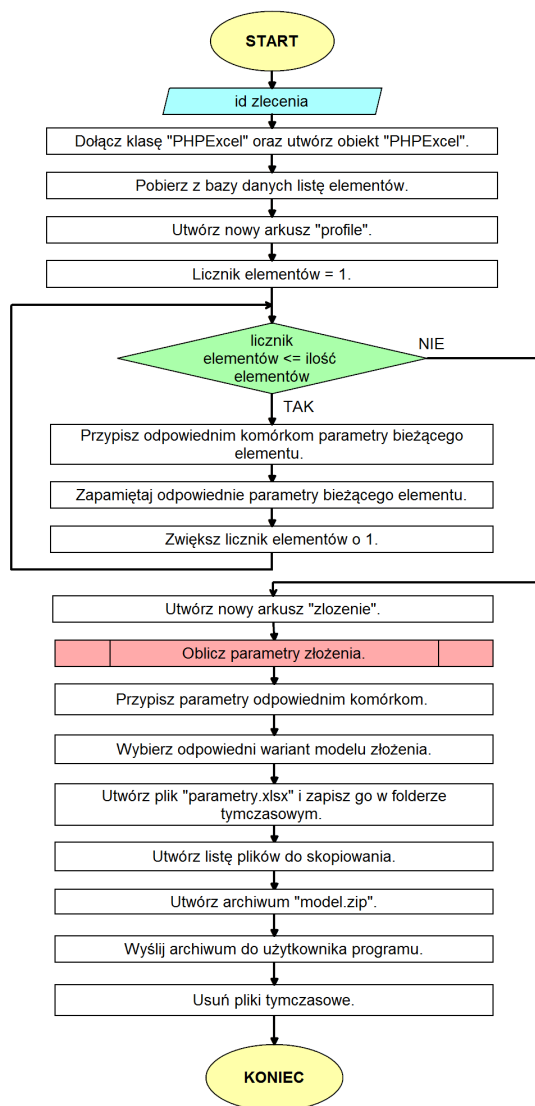 START
id zlecenia
Dołącz klasę "PHPExcel" oraz utwórz obiekt "PHPExcel".
Pobierz z bazy danych listę elementów.
Utwórz nowy arkusz "profile".
Licznik elementów = 1.
licznik
elementów <= ilość
elementów
NIE
TAK
Przypisz odpowiednim komórkom parametry bieżącego
elementu.
Zapamiętaj odpowiednie parametry bieżącego elementu.
Zwiększ licznik elementów o 1.
Utwórz nowy arkusz "zlozenie".
Oblicz parametry złożenia.
Przypisz parametry odpowiednim komórkom.
Wybierz odpowiedni wariant modelu złożenia.
Utwórz plik "parametry.xlsx" i zapisz go w folderze
tymczasowym.
Utwórz listę plików do skopiowania.
Utwórz archiwum "model.zip".
Wyślij archiwum do użytkownika programu.
Usuń pliki tymczasowe.
KONIEC